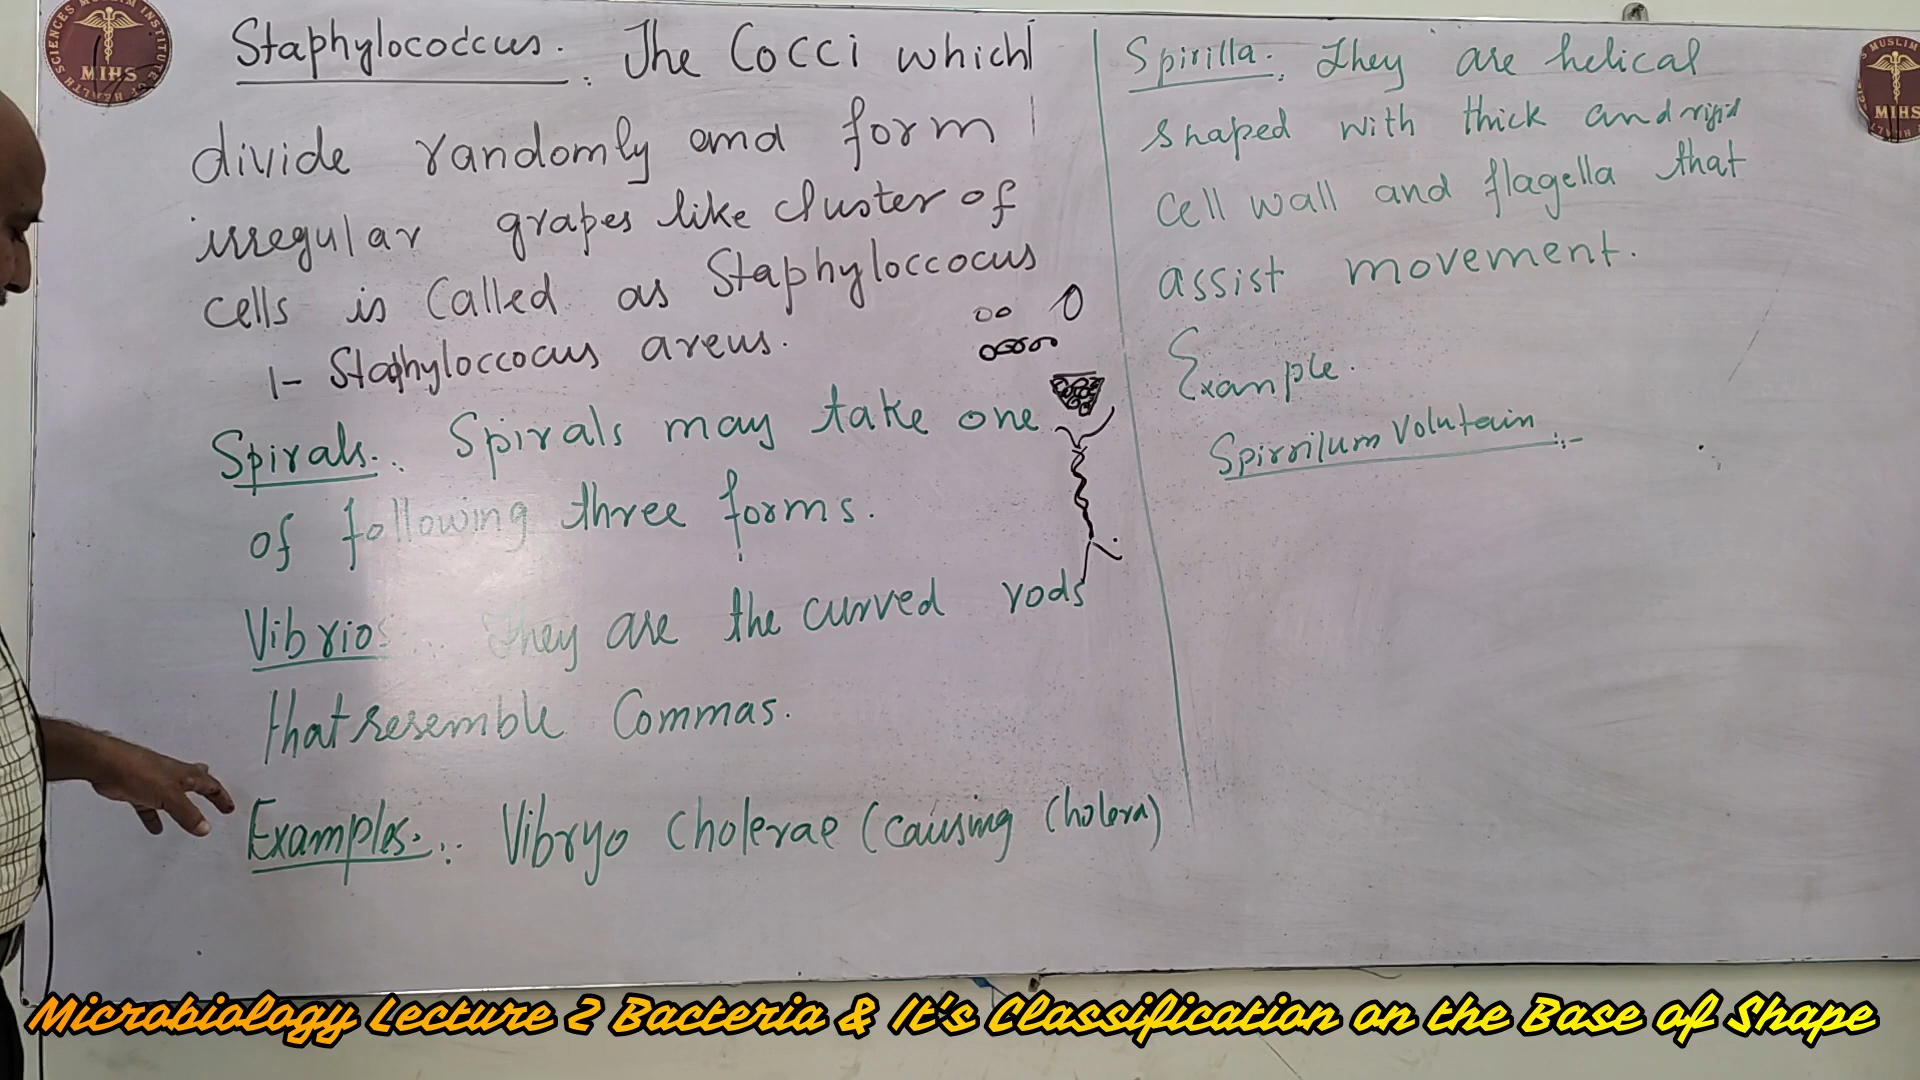 Staphylococcus:. The Cocci which
divide randomly and form
irregular grapes like cluster of
cells is Called as Staphyloccocus
1- Staphyloccocus areus.
Spirals:. Spirals may take one
of following three forms.
Vibrios:.. They are the curved rods
that resemble Commas.
Examples:.. Vibryo Cholerae (causing Cholera)
Spirilla:. They are helical
shaped with thick and rigid
cell wall and flagella that
assist movement.
Example.
Spirrilum Volutain:-
MIHS
MUSLIM
MIHS
Microbiology Lecture 2 Bacteria & It's Classification on the Base of Shape